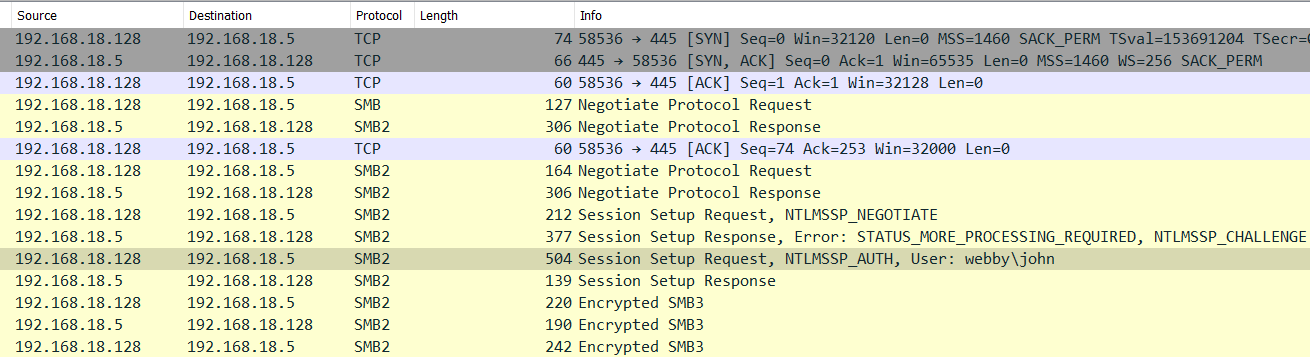 Source Destination Protocol Length Info
192.168.18.128 192.168.18.5 TCP 74 58536 → 445 [SYN] Seq=0 Win=32120 Len=0 MSS=1460 SACK_PERM TSval=153691204 TSecr=
192.168.18.5 192.168.18.128 TCP 66 445 → 58536 [SYN, ACK] Seq=0 Ack=1 Win=65535 Len=0 MSS=1460 WS=256 SACK_PERM
192.168.18.128 192.168.18.5 TCP 60 58536 → 445 [ACK] Seq=1 Ack=1 Win=32128 Len=0
192.168.18.128 192.168.18.5 SMB 127 Negotiate Protocol Request
192.168.18.5 192.168.18.128 SMB2 306 Negotiate Protocol Response
192.168.18.128 192.168.18.5 TCP 60 58536 → 445 [ACK] Seq=74 Ack=253 Win=32000 Len=0
192.168.18.128 192.168.18.5 SMB2 164 Negotiate Protocol Request
192.168.18.5 192.168.18.128 SMB2 306 Negotiate Protocol Response
192.168.18.128 192.168.18.5 SMB2 212 Session Setup Request, NTLMSSP_NEGOTIATE
192.168.18.5 192.168.18.128 SMB2 377 Session Setup Response, Error: STATUS_MORE_PROCESSING_REQUIRED, NTLMSSP_CHALLENGE
192.168.18.128 192.168.18.5 SMB2 504 Session Setup Request, NTLMSSP_AUTH, User: webby\john
192.168.18.5 192.168.18.128 SMB2 139 Session Setup Response
192.168.18.128 192.168.18.5 SMB2 220 Encrypted SMB3
192.168.18.5 192.168.18.128 SMB2 190 Encrypted SMB3
192.168.18.128 192.168.18.5 SMB2 242 Encrypted SMB3